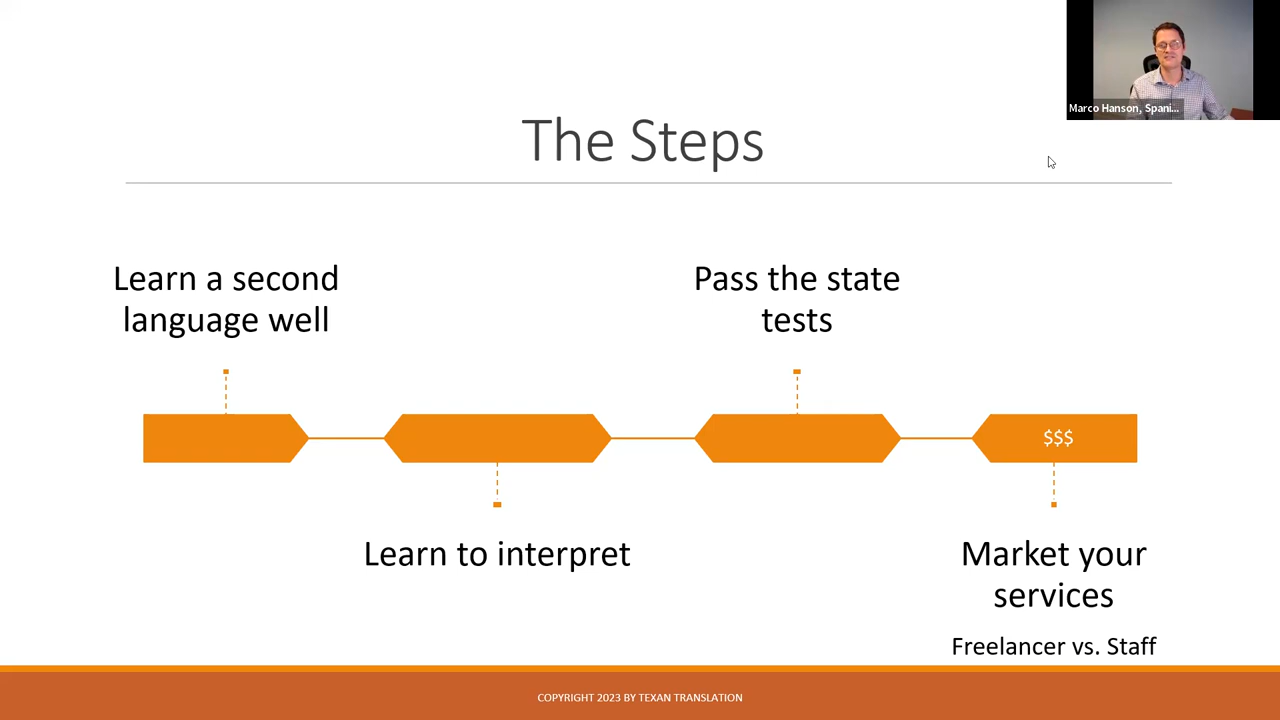 Marco Hanson, Spani...
The Steps
Learn a second
language well
Pass the state
tests
$$$
Learn to interpret
Market your
services
Freelancer vs. Staff
COPYRIGHT 2023 BY TEXAN TRANSLATION